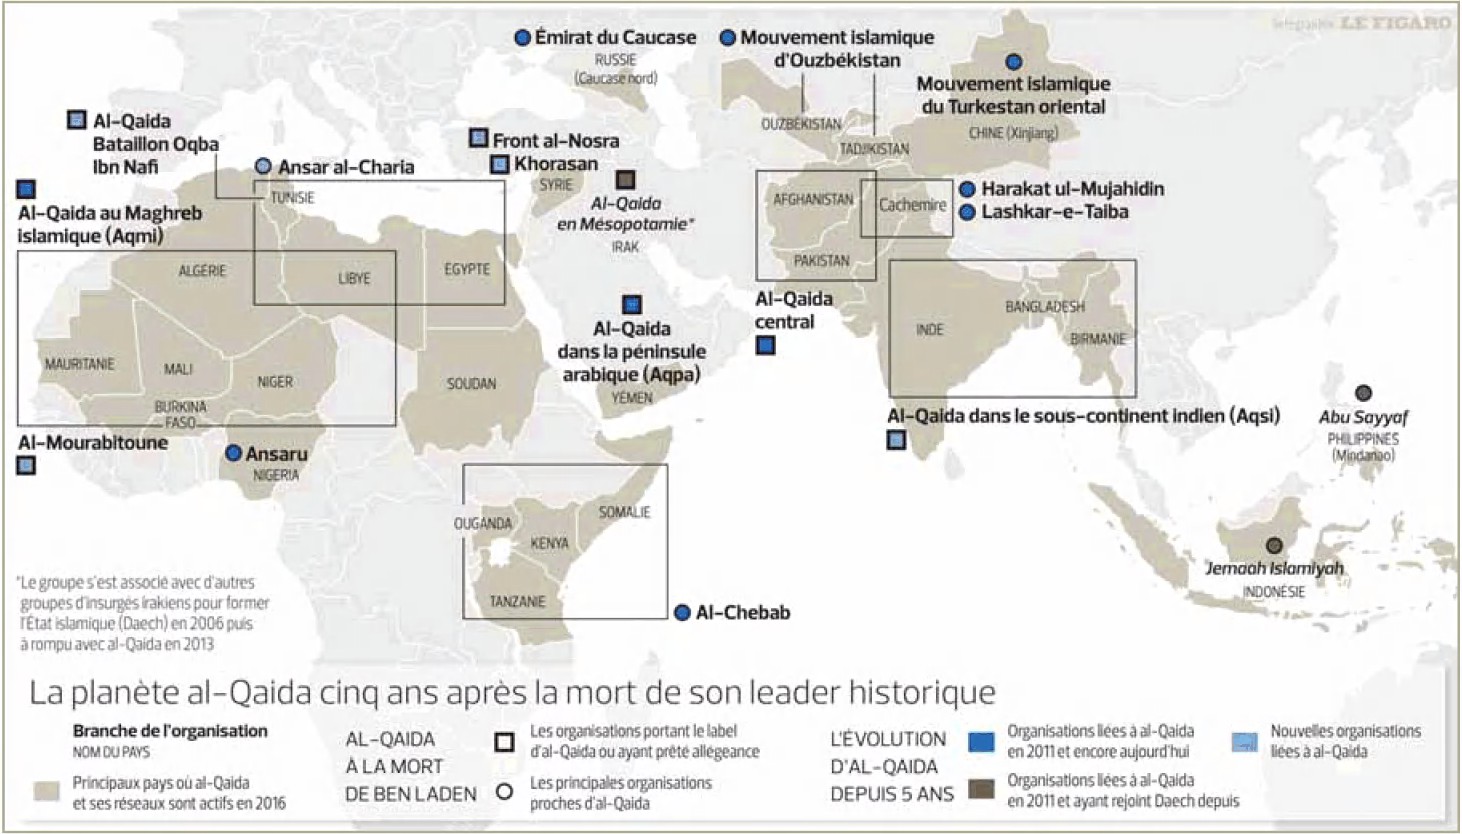 Infographie LE FIGARO
Émirat du Caucase
RUSSIE
(Caucase nord)
Mouvement islamique
d'Ouzbékistan
Mouvement islamique
du Turkestan oriental
CHINE (Xinjiang)
OUZBÉKISTAN
TADJIKISTAN
Al-Qaida
Bataillon Oqba
Ibn Nafi
Ansar al-Charia
TUNISIE
Front al-Nosra
Khorasan
SYRIE
Al-Qaida
en Mésopotamie*
IRAK
AFGHANISTAN
Cachemire
PAKISTAN
Harakat ul-Mujahidin
Lashkar-e-Taiba
Al-Qaida au Maghreb
islamique (Aqmi)
ALGÉRIE
LIBYE
EGYPTE
Al-Qaida
dans la péninsule
arabique (Aqpa)
YÉMEN
Al-Qaida
central
INDE
BANGLADESH
BIRMANIE
MAURITANIE
MALI
NIGER
BURKINA
FASO
SOUDAN
Al-Mourabitoune
Ansaru
NIGERIA
Al-Qaida dans le sous-continent indien (Aqsi)
Abu Sayyaf
PHILIPPINES
(Mindanao)
OUGANDA
SOMALIE
KENYA
TANZANIE
Al-Chebab
Jemaah Islamiyah
INDONÉSIE
*Le groupe s'est associé avec d'autres
groupes d'insurgés irakiens pour former
l'État islamique (Daech) en 2006 puis
à rompu avec al-Qaida en 2013
La planète al-Qaida cinq ans après la mort de son leader historique
Branche de l'organisation
NOM DU PAYS
Principaux pays où al-Qaida
et ses réseaux sont actifs en 2016
AL-QAIDA
À LA MORT
DE BEN LADEN
Les organisations portant le label
d'al-Qaida ou ayant prêté allégeance
Les principales organisations
proches d'al-Qaida
L'ÉVOLUTION
D'AL-QAIDA
DEPUIS 5 ANS
Organisations liées à al-Qaida
en 2011 et encore aujourd'hui
Organisations liées à al-Qaida
en 2011 et ayant rejoint Daech depuis
Nouvelles organisations
liées à al-Qaida